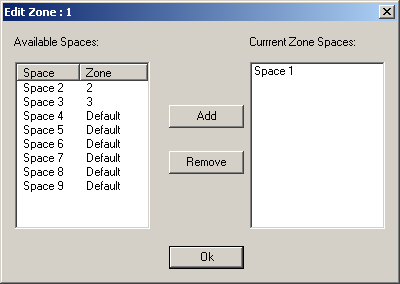 Edit Zone : 1
Available Spaces:
Currrent Zone Spaces:
Space Zone
Space 2 2
Space 3 3
Space 4 Default
Space 5 Default
Space 6 Default
Space 7 Default
Space 8 Default
Space 9 Default
Add
Remove
Space 1
Ok